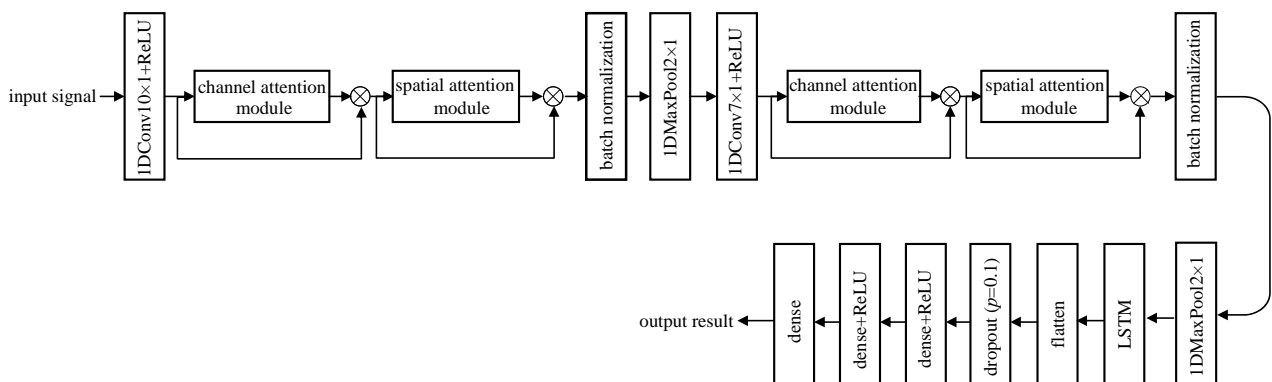 input signal
1DConv10×1+ReLU
channel attention
module
spatial attention
module
batch normalization
1DMaxPool2×1
1DConv7×1+ReLU
channel attention
module
spatial attention
module
batch normalization
1DMaxPool2×1
LSTM
flatten
dropout (p=0.1)
dense+ReLU
dense+ReLU
dense
output result